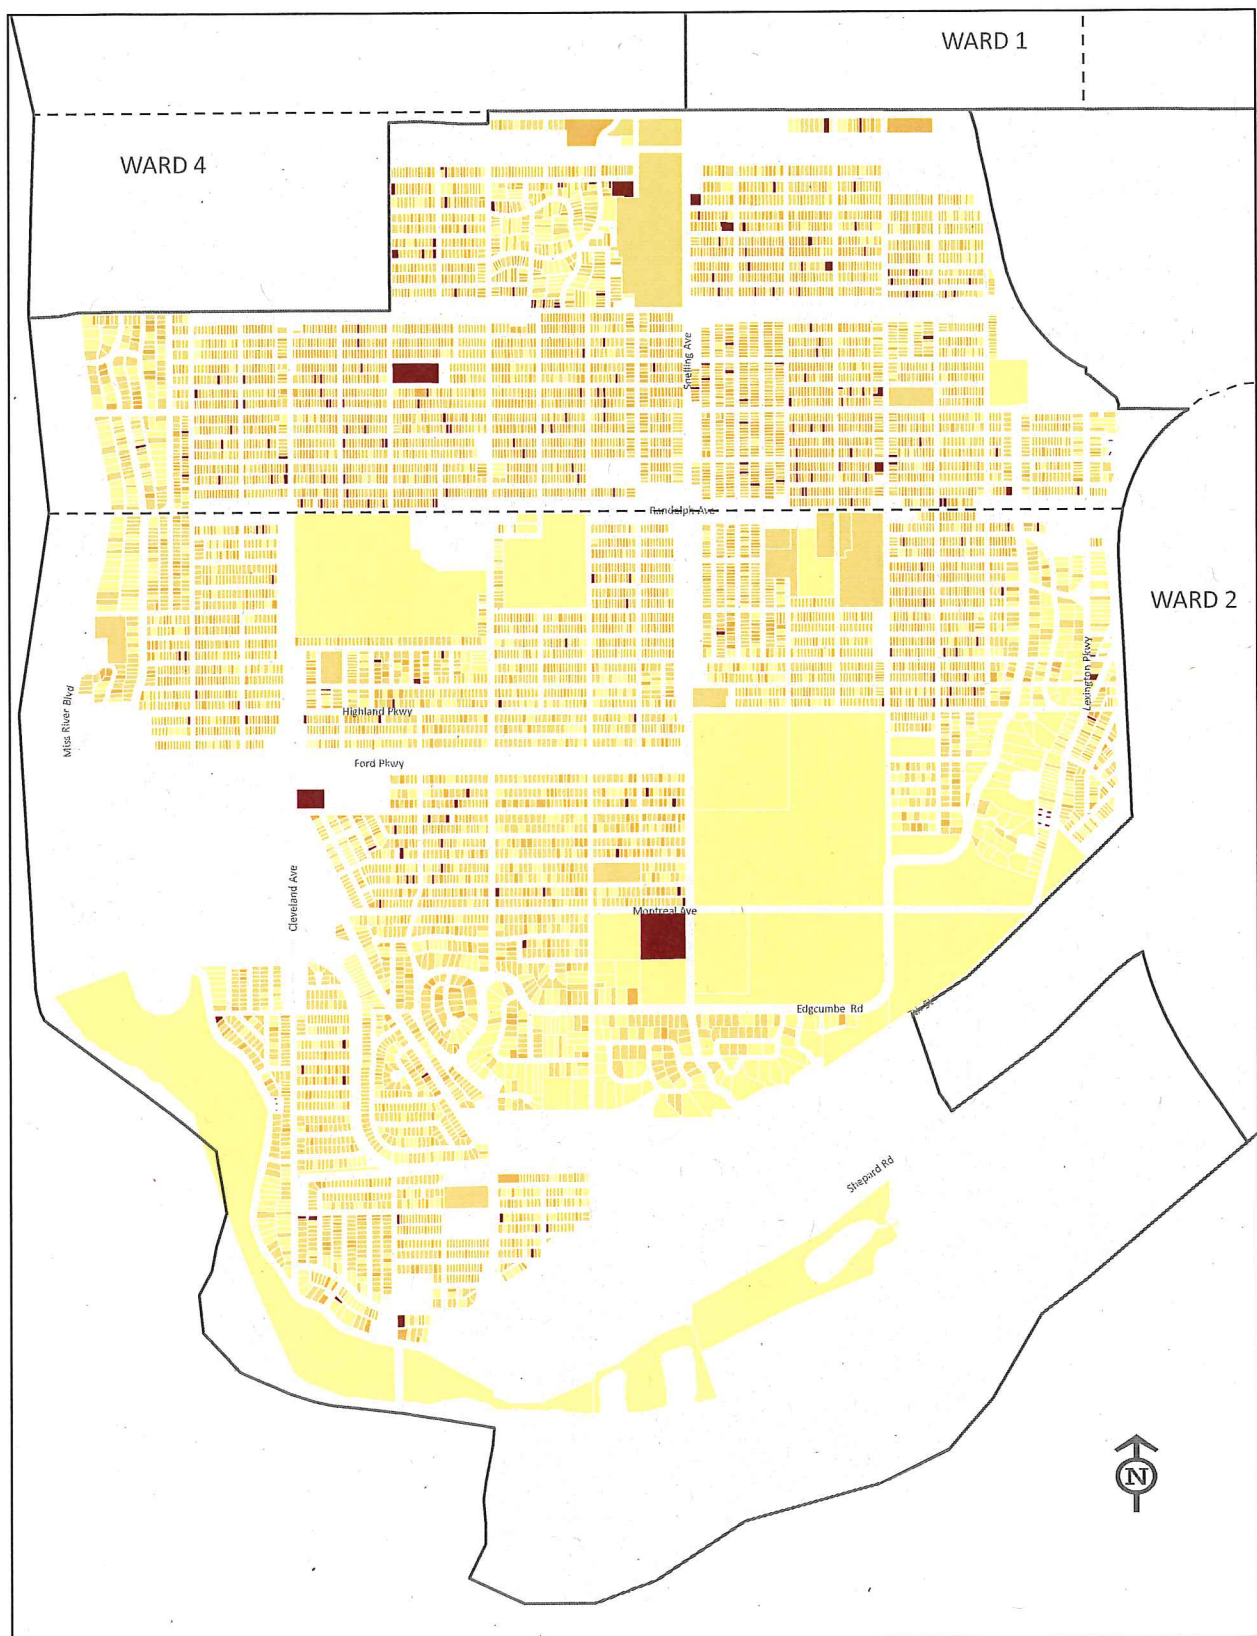 WARD 1
WARD 4
Snelling Ave
Randolph Ave
WARD 2
Lexington Pkwy
Miss River Blvd
Highland Pkwy
Ford Pkwy
Cleveland Ave
Montreal Ave
Edgcumbe Rd
Shepard Rd
N